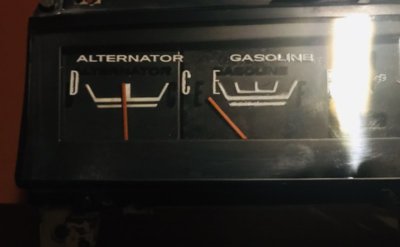 ALTERNATOR GASOLINE
D C E F